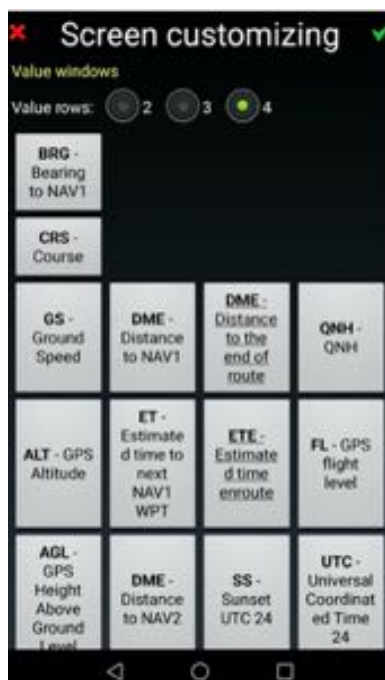 Screen customizing
Value windows
Value rows: 2 3 4
BRG -
Bearing
to NAV1
CRS -
Course
GS -
Ground
Speed
DME -
Distance
to NAV1
DME -
Distance
to the
end of
route
QNH -
QNH
ALT - GPS
Altitude
ET -
Estimate
d time to
next
NAV1
WPT
ETE -
Estimate
d time
enroute
FL - GPS
flight
level
AGL -
GPS
Height
Above
Ground
Level
DME -
Distance
to NAV2
SS -
Sunset
UTC 24
UTC -
Universal
Coordinat
ed Time
24